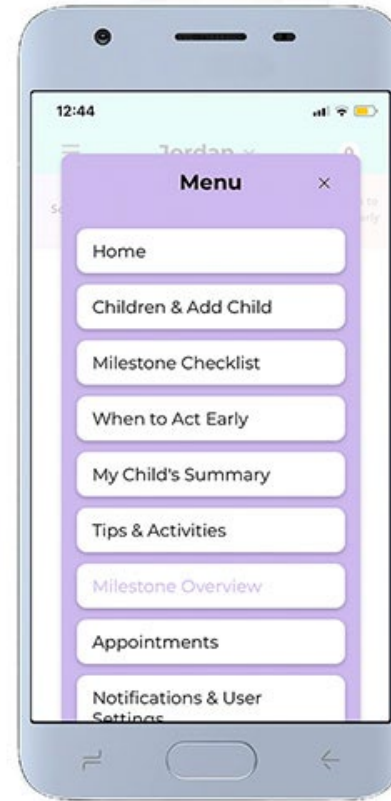 12:44
Jordan
Menu ×
Home
Children & Add Child
Milestone Checklist
When to Act Early
My Child's Summary
Tips & Activities
Milestone Overview
Appointments
Notifications & User
Settings